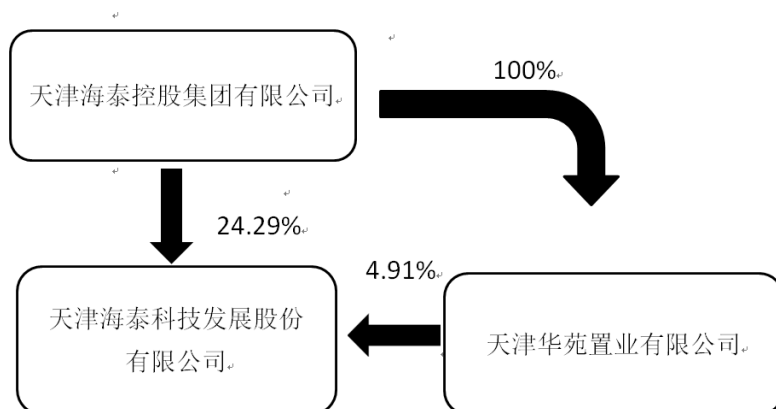 天津海泰控股集团有限公司
100%
24.29%
4.91%
天津海泰科技发展股份
有限公司
天津华苑置业有限公司